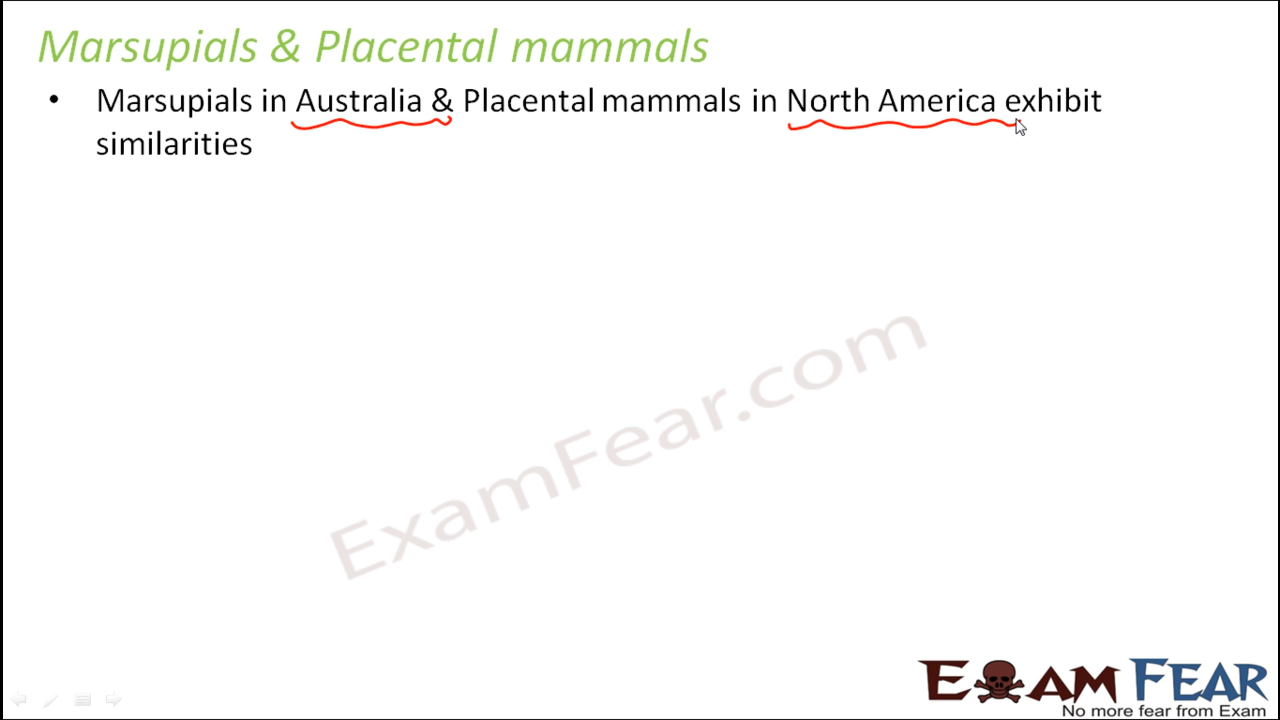 Marsupials & Placental mammals
• Marsupials in Australia & Placental mammals in North America exhibit
similarities
ExamFear.com
EXAM FEAR
No more fear from Exam